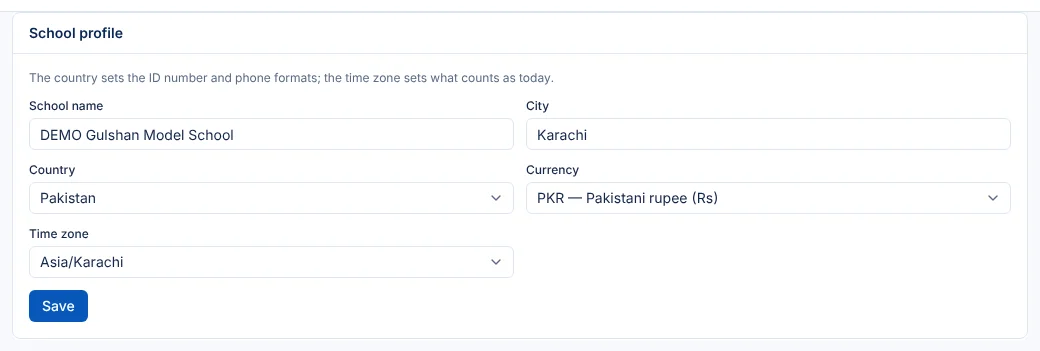 School profile
The country sets the ID number and phone formats; the time zone sets what counts as today.
School name
City
DEMO Gulshan Model School
Karachi
Country
Currency
Pakistan
PKR — Pakistani rupee (Rs)
Time zone
Asia/Karachi
Save